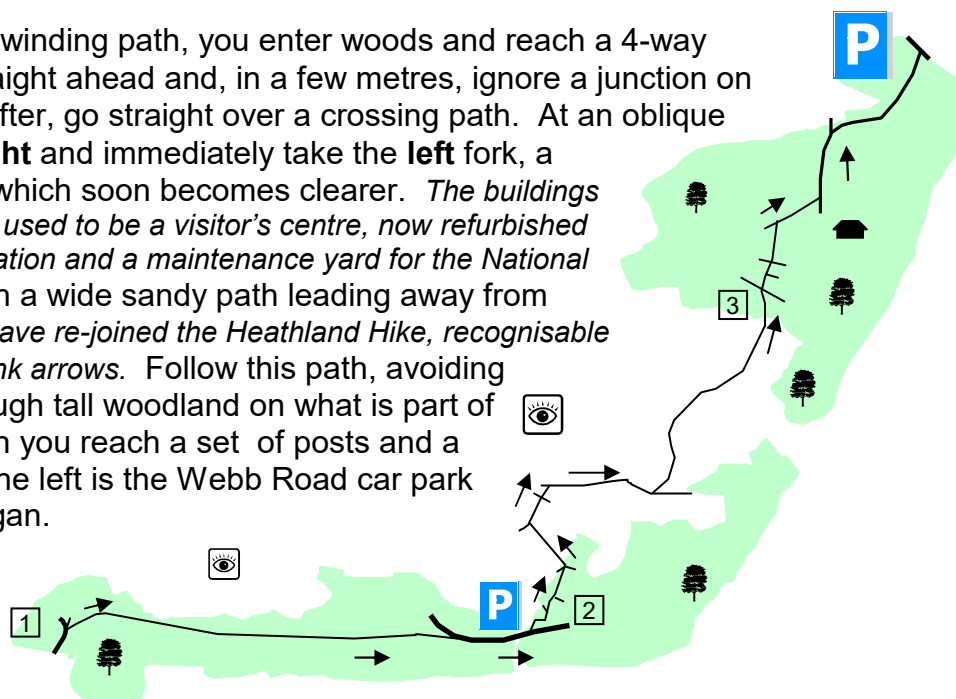 winding path, you enter woods and reach a 4-way
aight ahead and, in a few metres, ignore a junction on
fter, go straight over a crossing path. At an oblique
ht and immediately take the left fork, a
which soon becomes clearer. The buildings
used to be a visitor's centre, now refurbished
ation and a maintenance yard for the National
n a wide sandy path leading away from
ave re-joined the Heathland Hike, recognisable
nk arrows. Follow this path, avoiding
ugh tall woodland on what is part of
n you reach a set of posts and a
ne left is the Webb Road car park
gan.
P
3
P
1
2